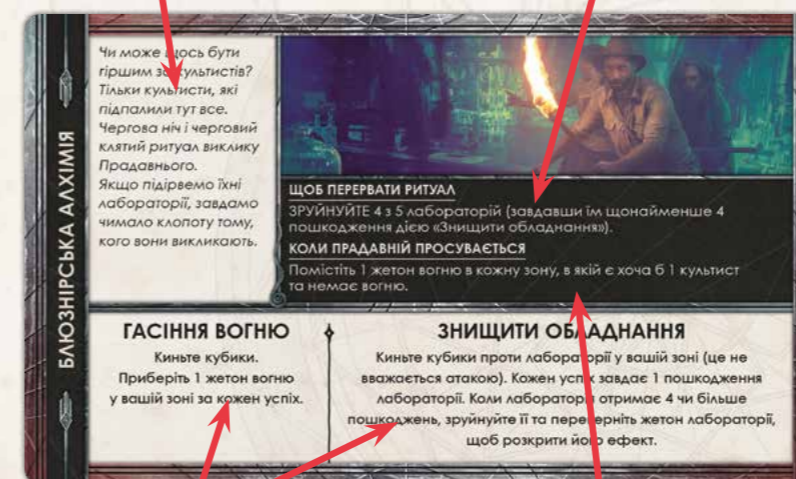 БЛЮЗНІРСЬКА АЛХІМІЯ
Чи може щось бути
гіршим за культистів?
Тільки культисти, які
підпалили тут все.
Чергова ніч і черговий
клятий ритуал виклику
Прадавнього.
Якщо підірвемо їхні
лабораторії, завдамо
чимало клопоту тому,
кого вони викликають.
ЩОБ ПЕРЕРВАТИ РИТУАЛ
ЗРУЙНУЙТЕ 4 з 5 лабораторій (завдавши їм щонайменше 4
пошкодження дією «Знищити обладнання»).
КОЛИ ПРАДАВНІЙ ПРОСУВАЄТЬСЯ
Помістіть 1 жетон вогню в кожну зону, в якій є хоча б 1 культист
та немає вогню.
ГАСІННЯ ВОГНЮ
Киньте кубики.
Приберіть 1 жетон вогню
у вашій зоні за кожен успіх.
ЗНИЩИТИ ОБЛАДНАННЯ
Киньте кубики проти лабораторії у вашій зоні (це не
вважається атакою). Кожен успіх завдає 1 пошкодження
лабораторії. Коли лабораторія отримає 4 чи більше
пошкоджень, зруйнуйте її та переверніть жетон лабораторії,
щоб розкрити його ефект.